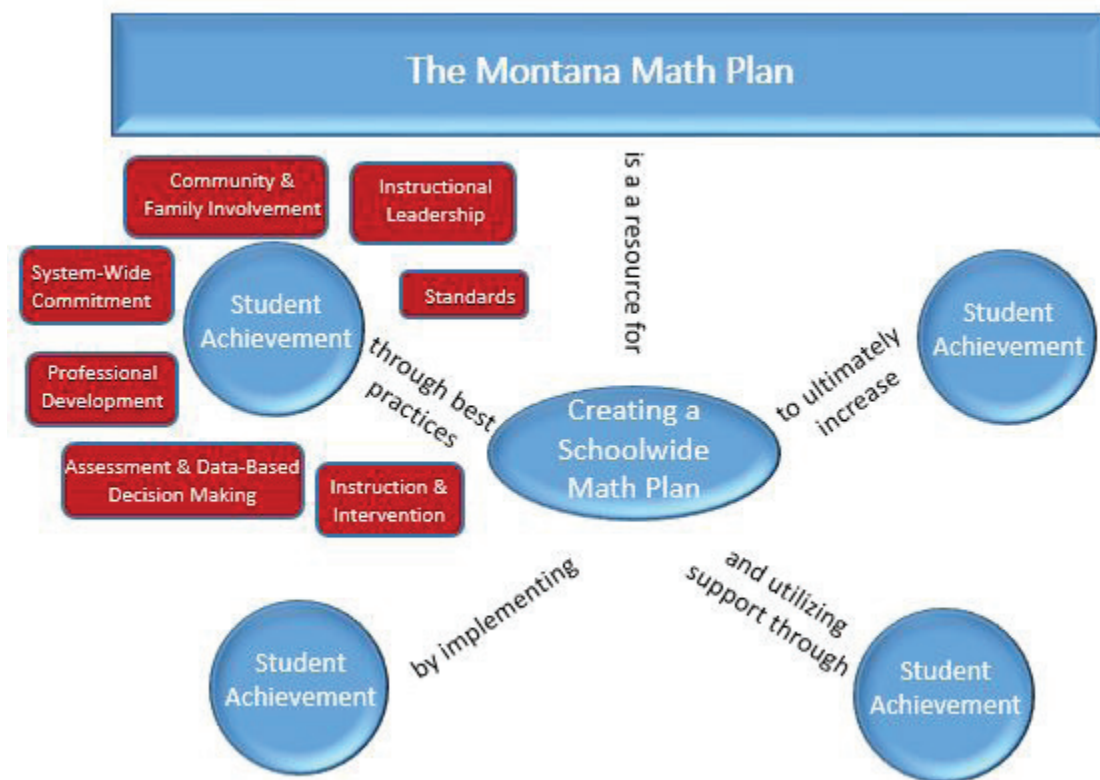 The Montana Math Plan
is a a resource for
Community &
Family Involvement
Instructional
Leadership
System-Wide
Commitment
Student
Achievement
Standards
Professional
Development
Assessment & Data-Based
Decision Making
Instruction &
Intervention
through best
practices
Creating a
Schoolwide
Math Plan
to ultimately
increase
Student
Achievement
by implementing
Student
Achievement
and utilizing
support through
Student
Achievement